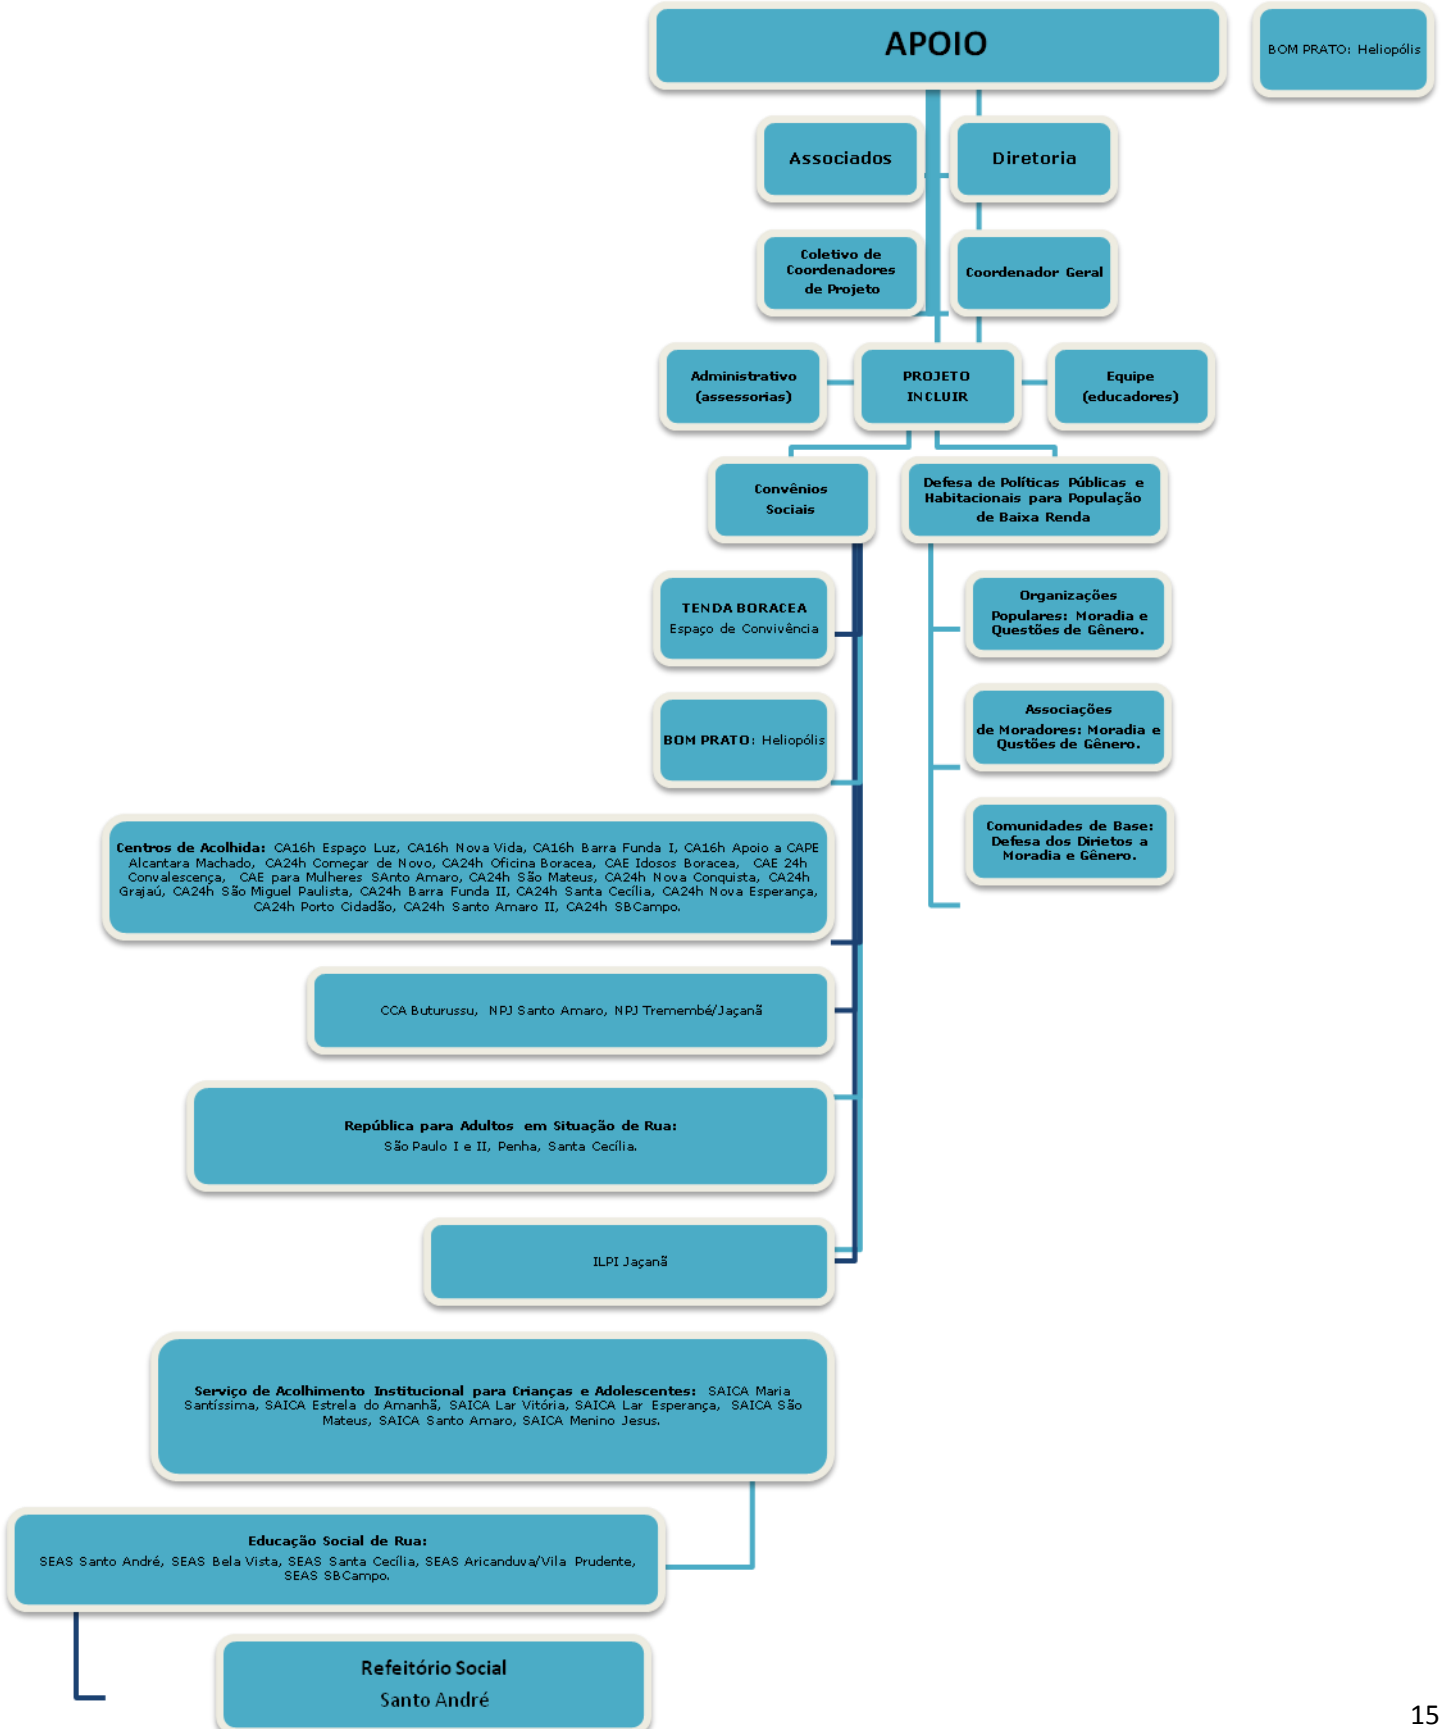 APOIO
BOM PRATO: Heliopólis
Associados
Diretoria
Coletivo de
Coordenadores
de Projeto
Coordenador Geral
Administrativo
(assessorias)
PROJETO
INCLUIR
Equipe
(educadores)
Convênios
Sociais
Defesa de Políticas Públicas e
Habitacionais para População
de Baixa Renda
TENDA BORACEA
Espaço de Convivência
Organizações
Populares: Moradia e
Questões de Gênero.
BOM PRATO: Heliopólis
Associações
de Moradores: Moradia e
Qustões de Gênero.
Comunidades de Base:
Defesa dos Dirietos a
Moradia e Gênero.
Centros de Acolhida: CA16h Espaço Luz, CA16h Nova Vida, CA16h Barra Funda I, CA16h Apoio a CAPE
Alcantara Machado, CA24h Começar de Novo, CA24h Oficina Boracea, CAE Idosos Boracea, CAE 24h
Convalescença, CAE para Mulheres SAnto Amaro, CA24h São Mateus, CA24h Nova Conquista, CA24h
Grajaú, CA24h São Miguel Paulista, CA24h Barra Funda II, CA24h Santa Cecília, CA24h Nova Esperança,
CA24h Porto Cidadão, CA24h Santo Amaro II, CA24h SBCampo.
CCA Buturussu, NPJ Santo Amaro, NPJ Tremembé/Jaçanã
República para Adultos em Situação de Rua:
São Paulo I e II, Penha, Santa Cecília.
ILPI Jaçanã
Serviço de Acolhimento Institucional para Crianças e Adolescentes: SAICA Maria
Santíssima, SAICA Estrela do Amanhã, SAICA Lar Vitória, SAICA Lar Esperança, SAICA São
Mateus, SAICA Santo Amaro, SAICA Menino Jesus.
Educação Social de Rua:
SEAS Santo André, SEAS Bela Vista, SEAS Santa Cecília, SEAS Aricanduva/Vila Prudente,
SEAS SBCampo.
Refeitório Social
Santo André
15